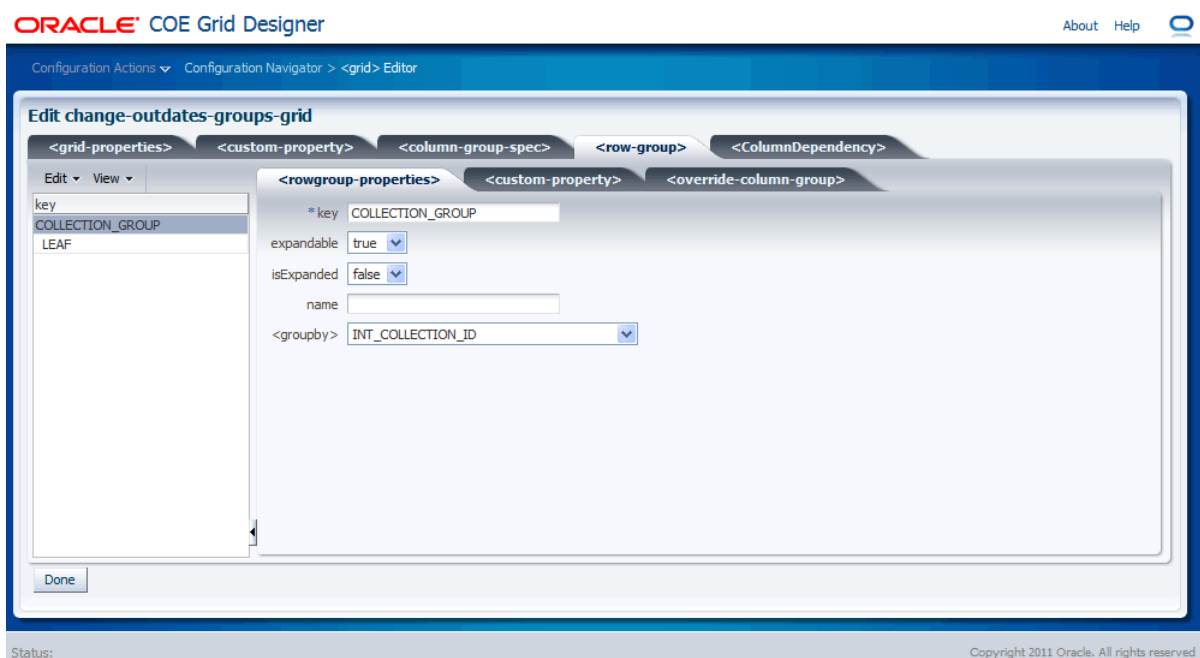 ORACLE COE Grid Designer About Help
Configuration Actions Configuration Navigator > <grid> Editor
Edit change-outdates-groups-grid
<grid-properties> <custom-property> <column-group-spec> <row-group> <ColumnDependency>
Edit View <rowgroup-properties> <custom-property> <override-column-group>
key
COLLECTION_GROUP
LEAF
* key COLLECTION_GROUP
expandable true
isExpanded false
name
<groupby> INT_COLLECTION_ID
Done
Status: Copyright 2011 Oracle. All rights reserved